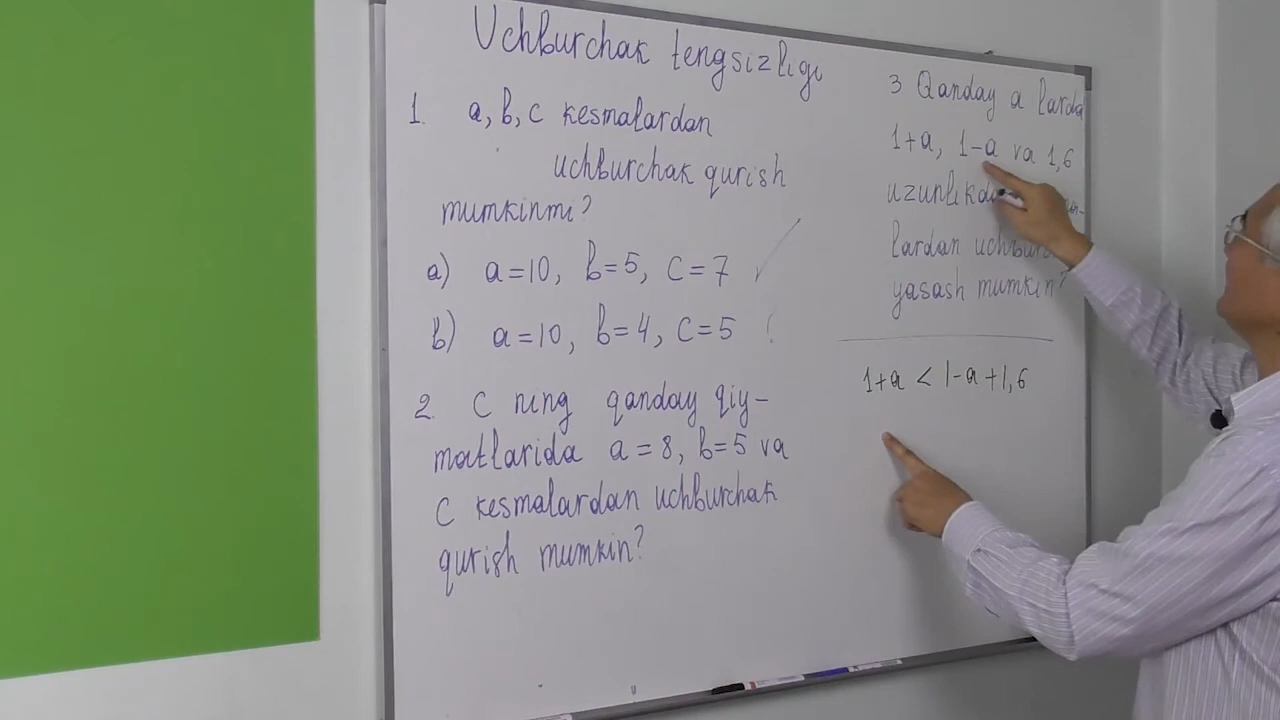 Uchburchak tengsizligi
1. a, b, c kesmalardan
uchburchak qurish
mumkinmi?
a) a=10, b=5, c=7
b) a=10, b=4, c=5
2. C ning qanday qiy-
matlarida a=8, b=5 va
c kesmalardan uchburchak
qurish mumkin?
3 Qanday a larda
1+a, 1-a va 1,6
lardan
yasash mumkin?
1+a < 1-a+1,6